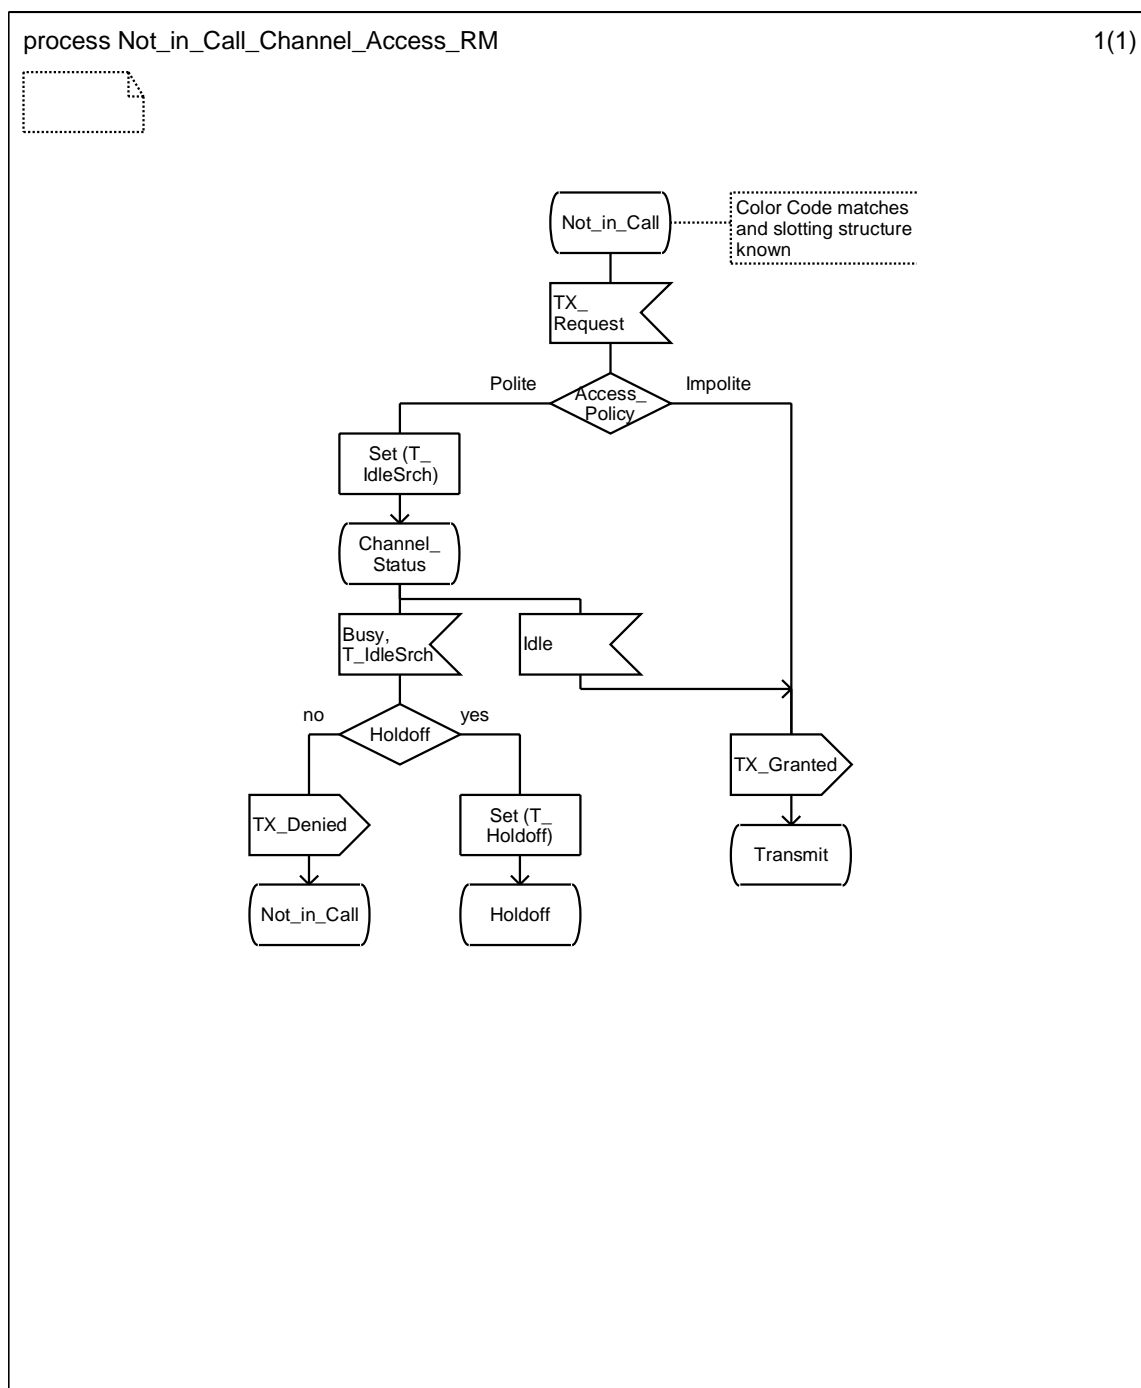 process Not_in_Call_Channel_Access_RM
1(1)
Not_in_Call
Color Code matches
and slotting structure
known
TX_
Request
Polite
Impolite
Access_
Policy
Set (T_
IdleSrch)
Channel_
Status
Busy,
T_IdleSrch
Idle
no
yes
Holdoff
TX_Granted
TX_Denied
Set (T_
Holdoff)
Transmit
Not_in_Call
Holdoff